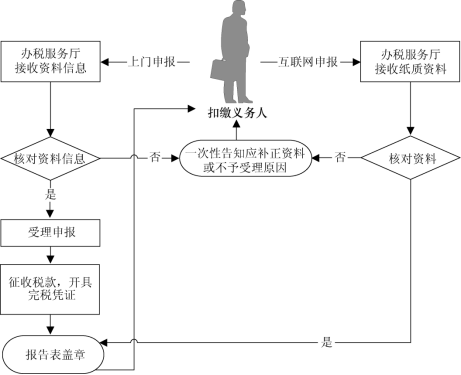 办税服务厅
接收资料信息
上门申报
互联网申报
办税服务厅
接收纸质资料
扣缴义务人
核对资料信息
否
一次性告知应补正资料
或不予受理原因
否
核对资料
是
受理申报
征收税款，开具
完税凭证
报告表盖章
是